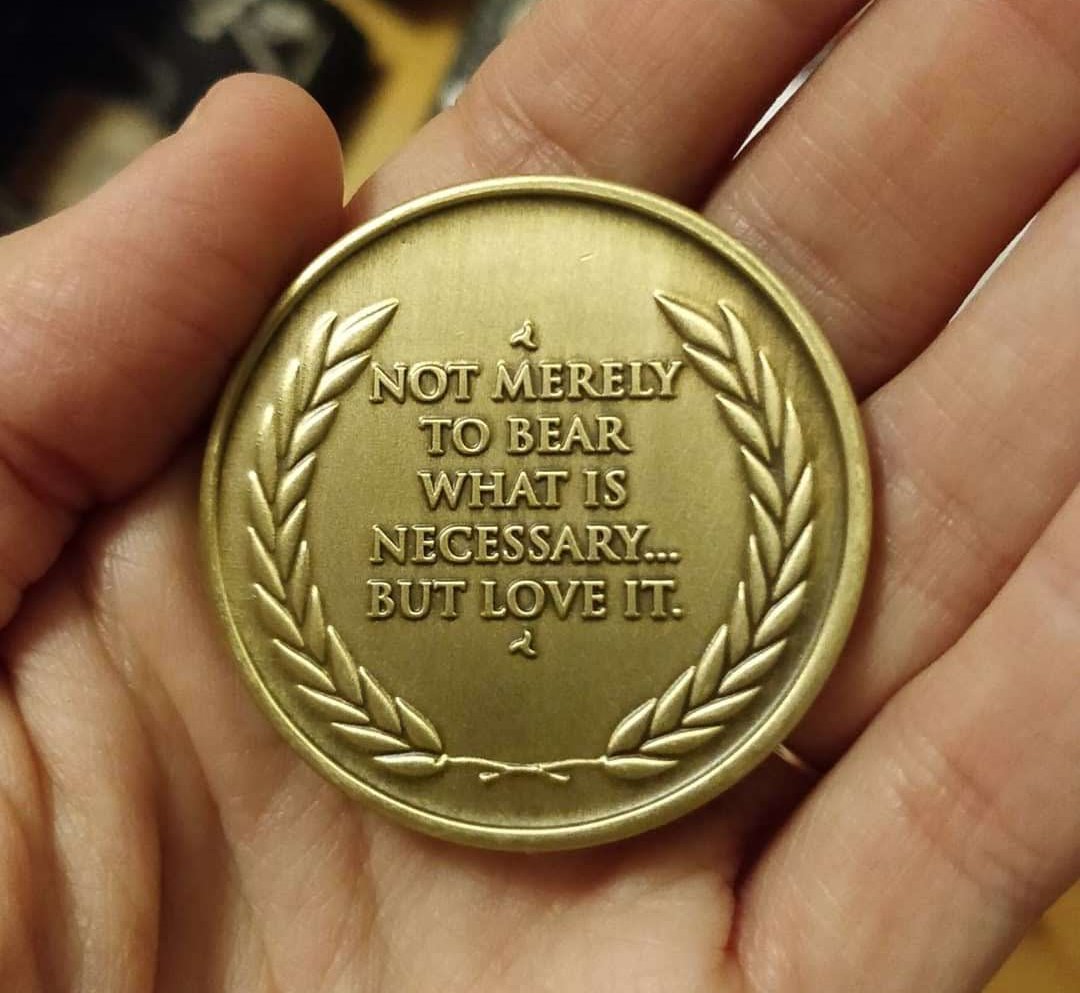 NOT MERELY
TO BEAR
WHAT IS
NECESSARY...
BUT LOVE IT.